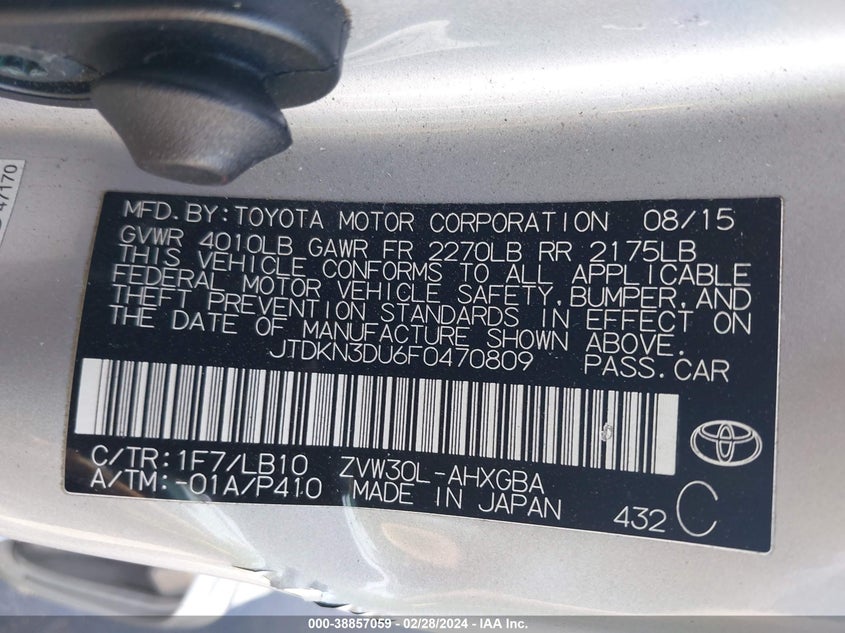 47170
MFD.BY:TOYOTA MOTOR CORPORATION 08/15
GVWR 4010LB GAWR FR 2270LB RR 2175LB
THIS VEHICLE CONFORMS TO ALL APPLICABLE
FEDERAL MOTOR VEHICLE SAFETY,BUMPER,AND
THEFT PREVENTION STANDARDS IN EFFECT ON
THE DATE OF MANUFACTURE SHOWN ABOVE.
JTDKN3DU6F0470809 PASS.CAR
C/TR:1F7/LB10 ZVW30L-AHXGBA
A/TM:-01A/P410 MADE IN JAPAN 432 C
000-38857059 - 02/28/2024 - IAA Inc.